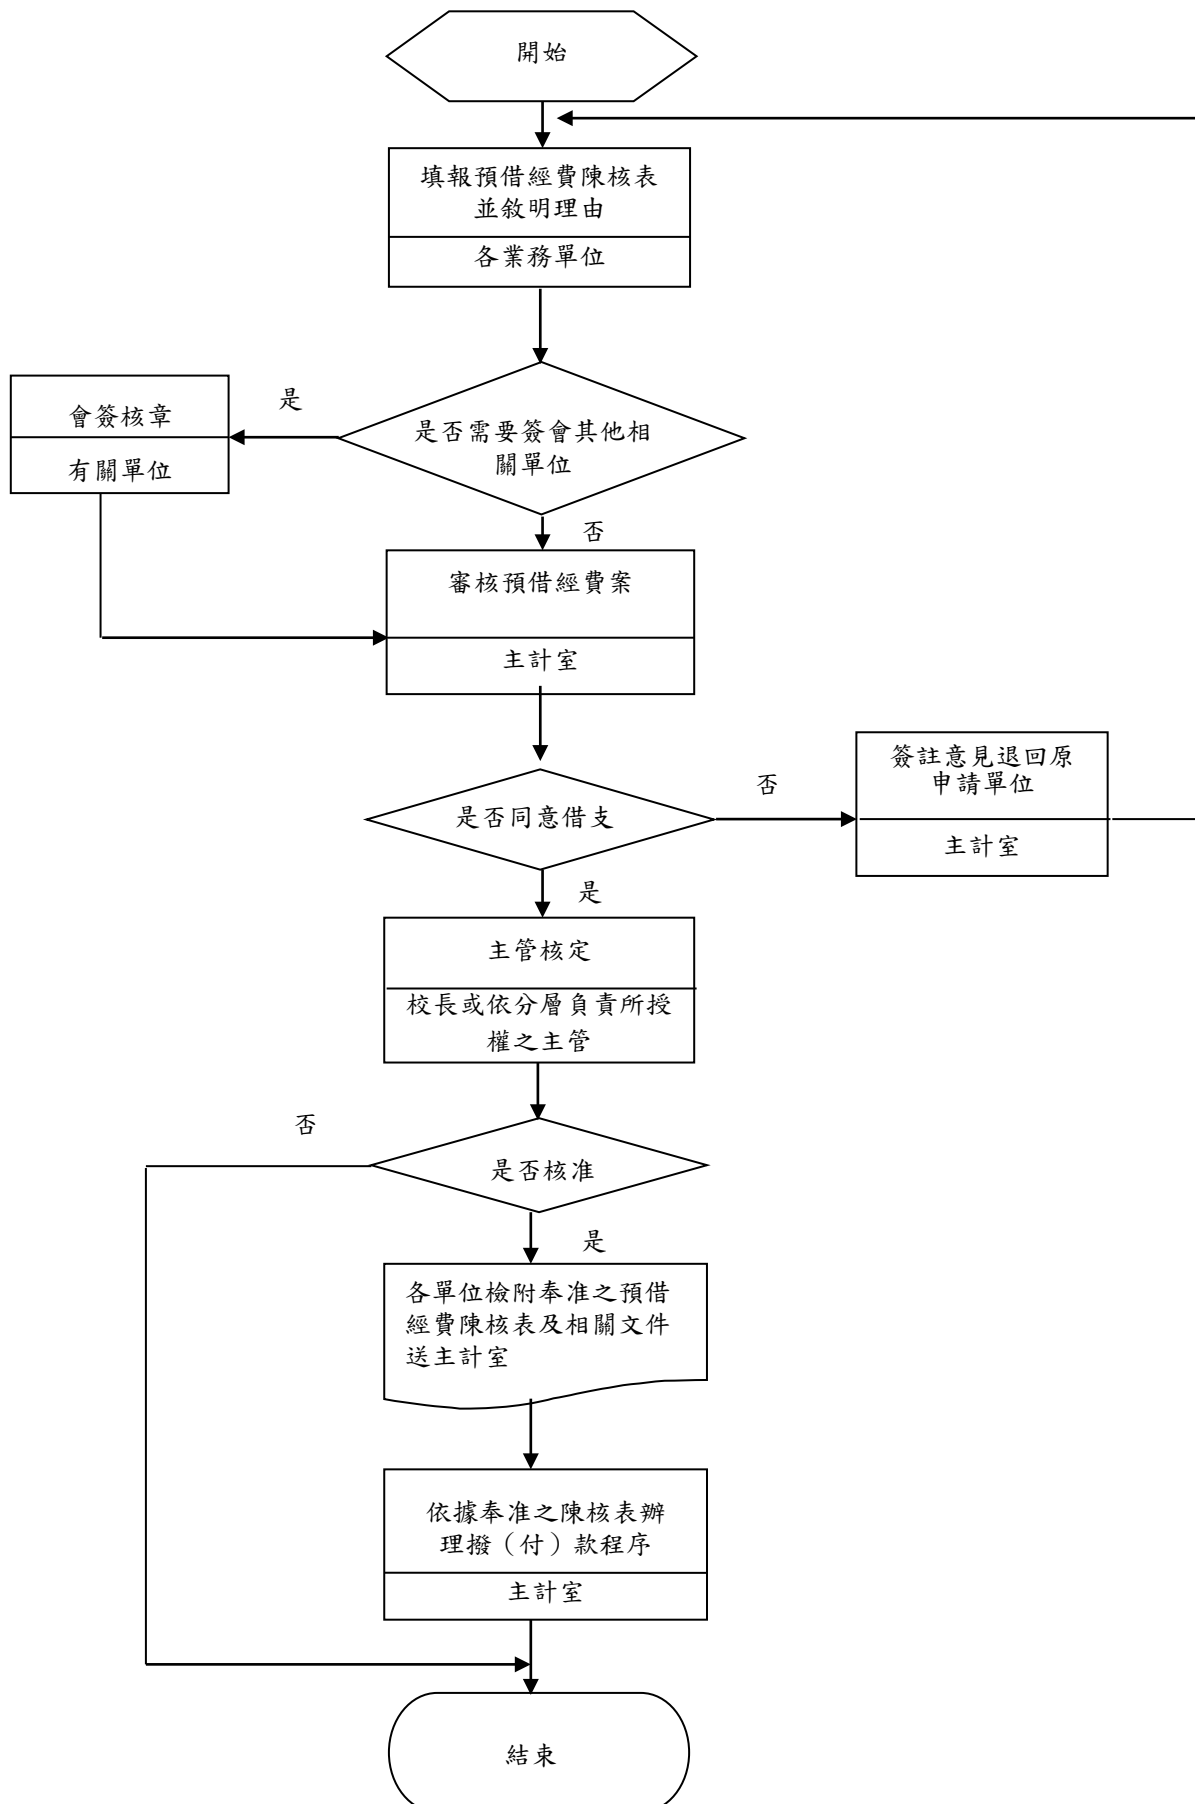 開始
填報預借經費陳核表
並敘明理由
各業務單位
是
會簽核章
有關單位
是否需要簽會其他相
關單位
否
審核預借經費案
主計室
是否同意借支
否
簽註意見退回原
申請單位
主計室
是
主管核定
校長或依分層負責所授
權之主管
否
是否核准
是
各單位檢附奉准之預借
經費陳核表及相關文件
送主計室
依據奉准之陳核表辦
理撥（付）款程序
主計室
結束